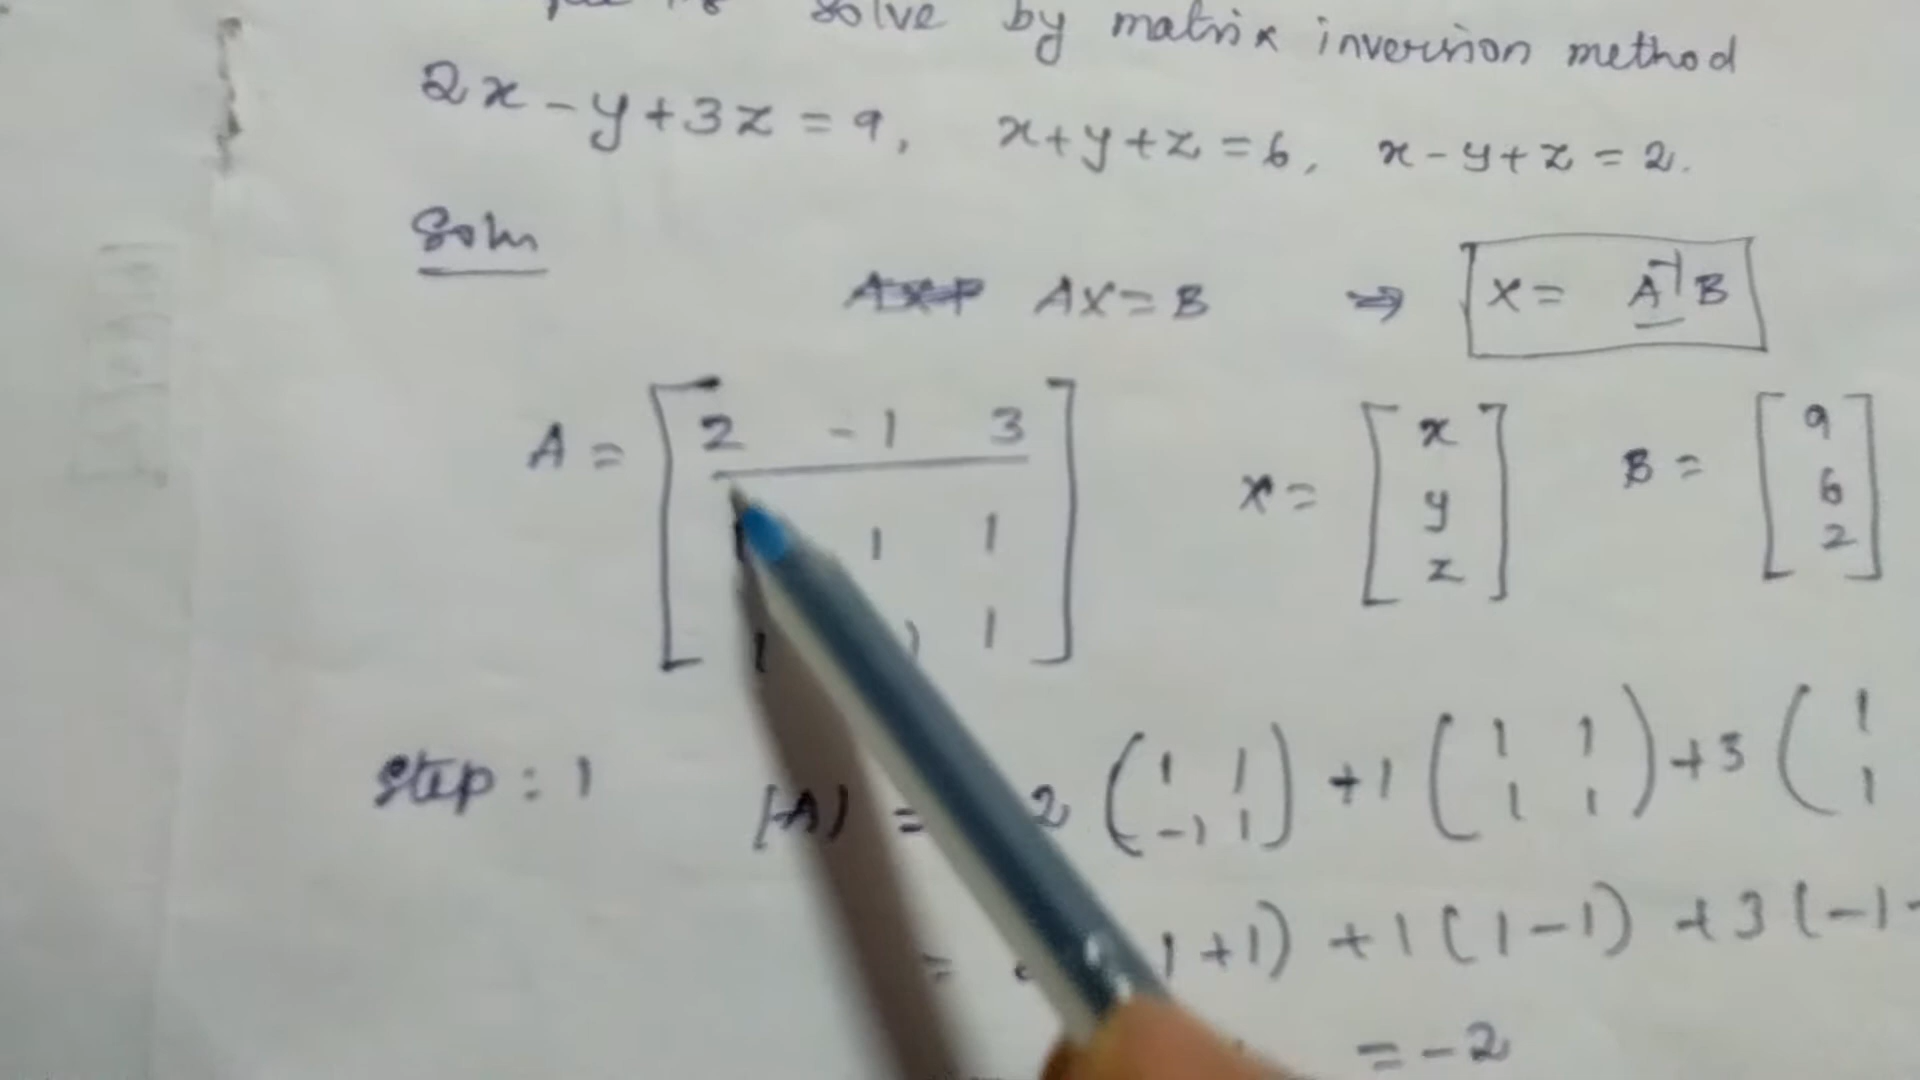 solve by matrix inversion method
2x - y + 3z = 9, x + y + z = 6, x - y + z = 2.
Soln
AX = B ⇒ X = A⁻¹B
A = [2 -1 3
1 1 1
1 1 1] X = [x y z] B = [9 6 2]
Step : 1 |A| = 2 (1 1 -1 1) + 1 (1 1 1 1) + 3 (1 1
= 1 + 1) + 1 (1 - 1) + 3 (-1 -
= -2